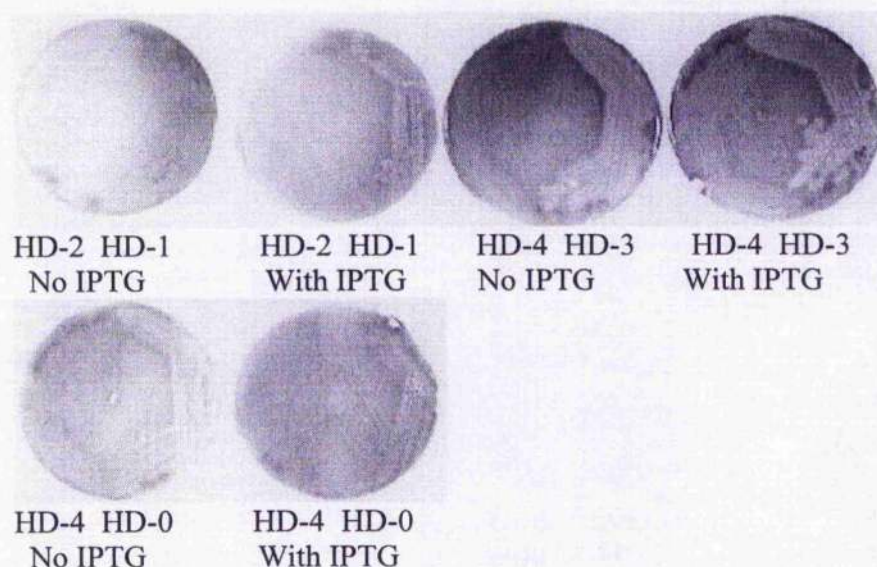 HD-2 HD-1 HD-2 HD-1 HD-4 HD-3 HD-4 HD-3
No IPTG With IPTG No IPTG With IPTG
HD-4 HD-0 HD-4 HD-0
No IPTG With IPTG